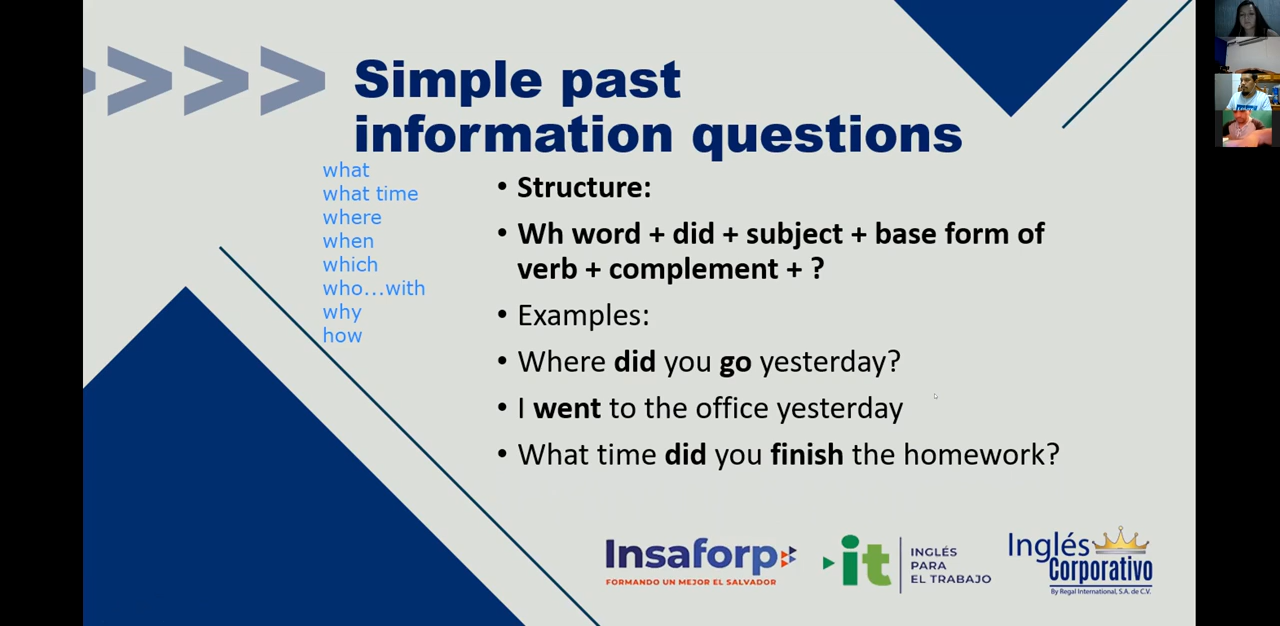 Simple past
information questions
what
what time
where
when
which
who...with
why
how
• Structure:
• Wh word + did + subject + base form of
verb + complement + ?
• Examples:
• Where did you go yesterday?
• I went to the office yesterday
• What time did you finish the homework?
Insaforp
FORMANDO UN MEJOR EL SALVADOR
it
INGLÉS
PARA
EL TRABAJO
Inglés
Corporativo
By Regal International, S.A. de C.V.